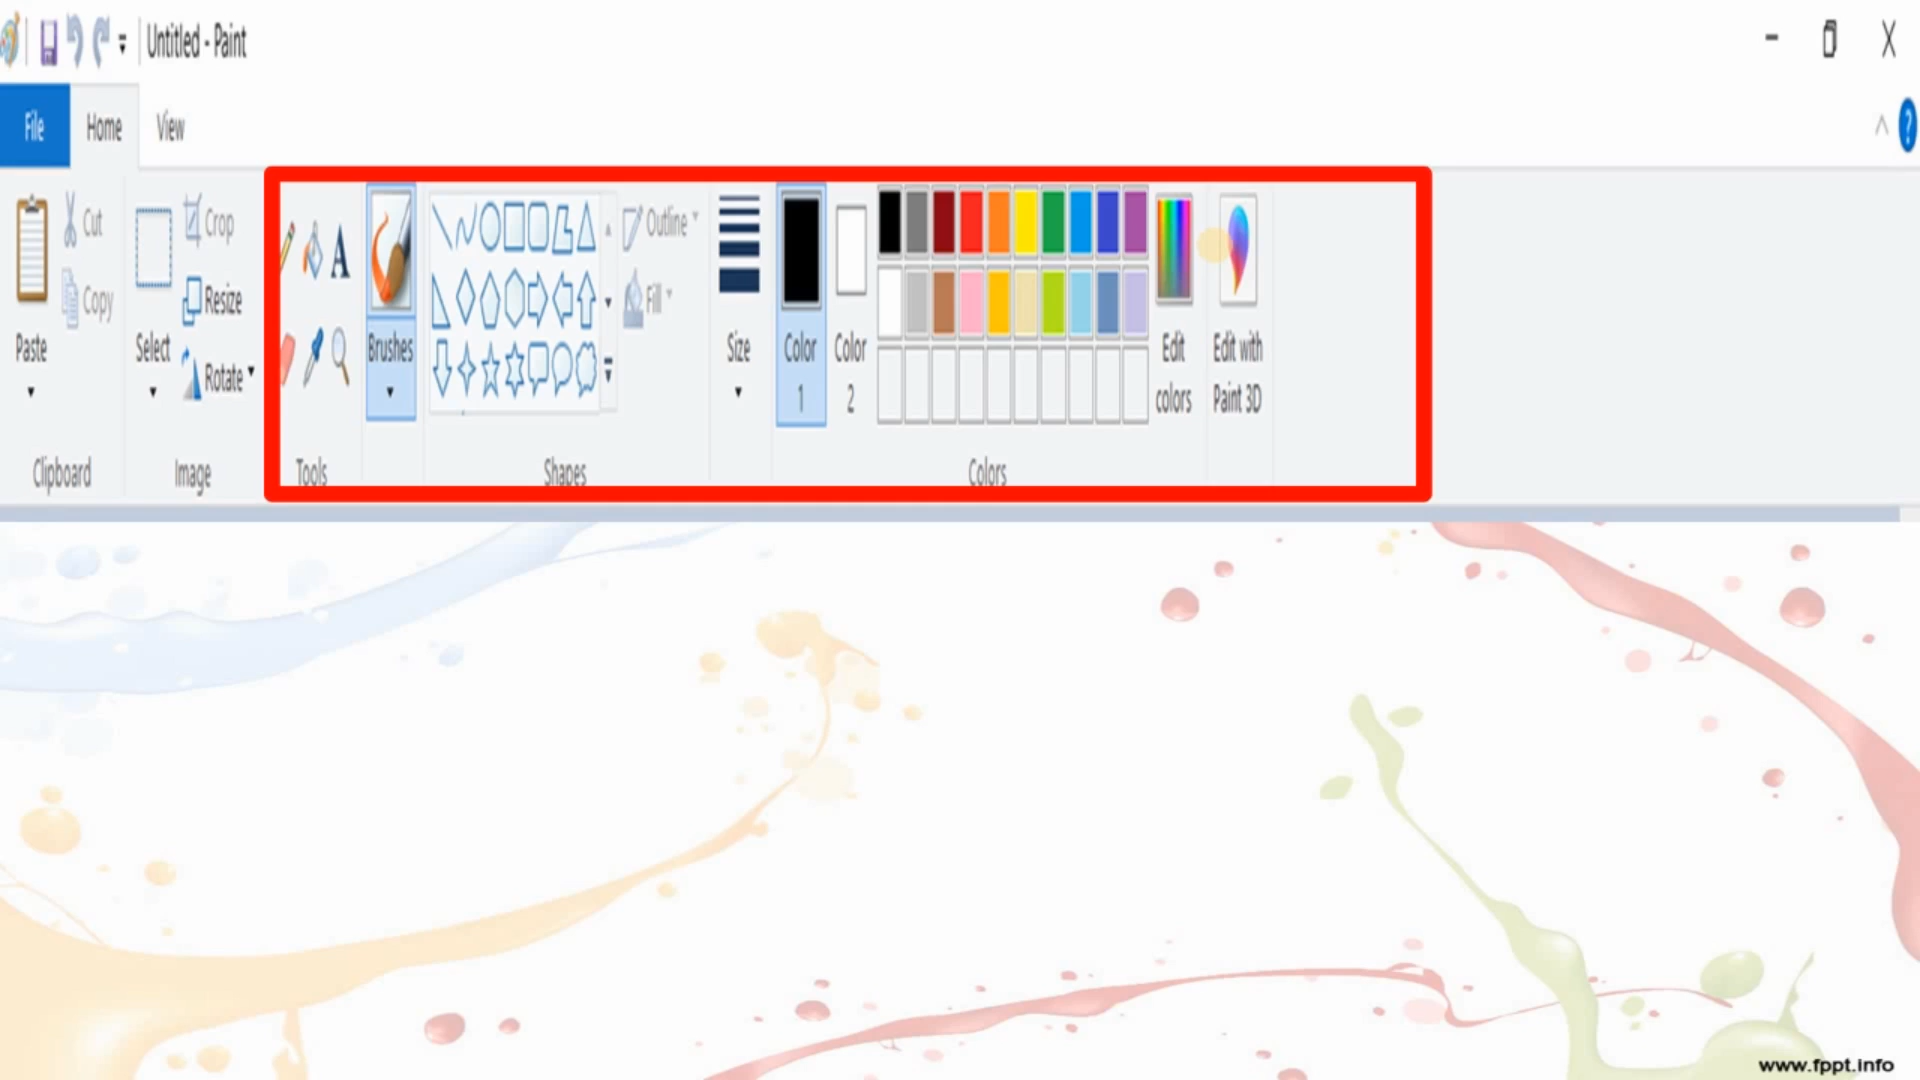 Untitled - Paint
File Home View
Cut Crop Outline
Copy Resize Fill
Paste Select Rotate Brushes Size Color Color Edit Edit with
1 2 colors Paint 3D
Clipboard Image Tools Shapes Colors
www.fppt.info